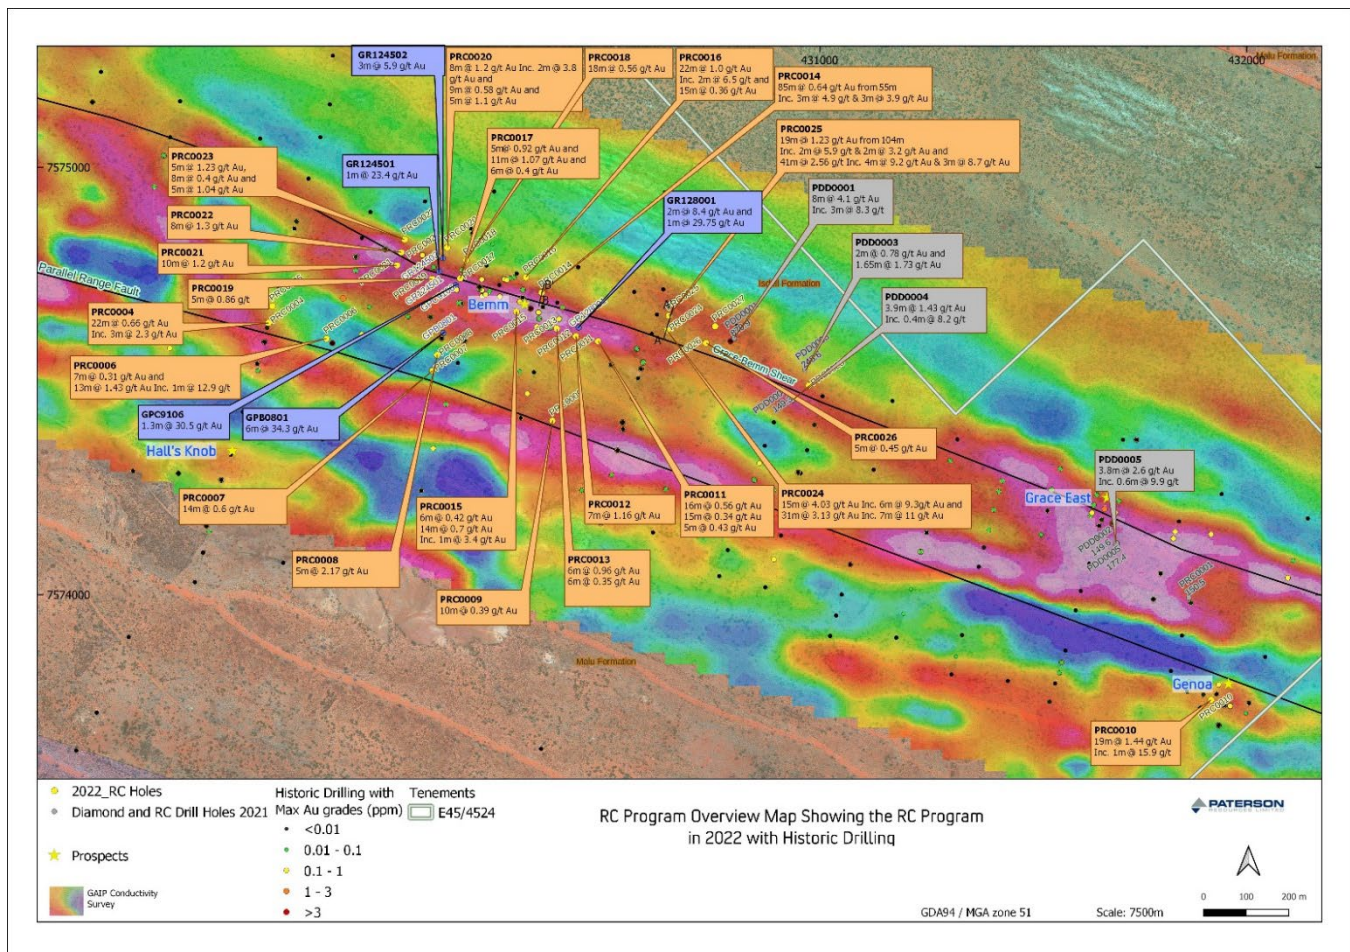 431000
432000
Malu Formation
GR124502
3m @ 5.9 g/t Au
PRC0020
8m @ 1.2 g/t Au Inc. 2m @ 3.8
g/t Au and
9m @ 0.58 g/t Au and
5m @ 1.1 g/t Au
PRC0018
18m @ 0.56 g/t Au
PRC0016
22m @ 1.0 g/t Au
Inc. 2m @ 6.5 g/t and
15m @ 0.36 g/t Au
PRC0014
85m @ 0.64 g/t Au from 55m
Inc. 3m @ 4.9 g/t & 3m @ 3.9 g/t Au
PRC0017
5m@ 0.92 g/t Au and
11m @ 1.07 g/t Au and
6m @ 0.4 g/t Au
PRC0025
19m @ 1.23 g/t Au from 104m
Inc. 2m @ 5.9 g/t & 2m @ 3.2 g/t Au and
41m @ 2.56 g/t Inc. 4m @ 9.2 g/t Au & 3m @ 8.7 g/t Au
7575000
PRC0023
5m @ 1.23 g/t Au,
8m @ 0.4 g/t Au and
5m @ 1.04 g/t Au
GR124501
1m @ 23.4 g/t Au
PDD0001
8m @ 4.1 g/t Au
Inc. 3m @ 8.3 g/t
GR128001
2m @ 8.4 g/t Au and
1m @ 29.75 g/t Au
PRC0022
8m @ 1.3 g/t Au
PDD0003
2m @ 0.78 g/t Au and
1.65m @ 1.73 g/t Au
PRC0021
10m @ 1.2 g/t Au
Parallel Range Fault
PRC0019
5m @ 0.86 g/t
Isdell Formation
PDD0004
3.9m @ 1.43 g/t Au
Inc. 0.4m @ 8.2 g/t
Bemm
B
A
PRC0004
22m @ 0.66 g/t Au
Inc. 3m @ 2.3 g/t Au
Grace-Bemm Shear
PRC0006
7m @ 0.31 g/t Au and
13m @ 1.43 g/t Au Inc. 1m @ 12.9 g/t
GPC9106
1.3m @ 30.5 g/t Au
GPB0801
6m @ 34.3 g/t Au
PRC0026
5m @ 0.45 g/t Au
Hall's Knob
PDD0005
3.8m @ 2.6 g/t Au
Inc. 0.6m @ 9.9 g/t
Grace East
PRC0007
14m @ 0.6 g/t Au
PRC0015
6m @ 0.42 g/t Au
14m @ 0.7 g/t Au
Inc. 1m @ 3.4 g/t Au
PRC0012
7m @ 1.16 g/t Au
PRC0011
16m @ 0.56 g/t Au
15m @ 0.34 g/t Au
5m @ 0.43 g/t Au
PRC0024
15m @ 4.03 g/t Au Inc. 6m @ 9.3g/t Au and
31m @ 3.13 g/t Au Inc. 7m @ 11 g/t Au
PRC0008
5m @ 2.17 g/t Au
PRC0013
6m @ 0.96 g/t Au
6m @ 0.35 g/t Au
PRC0009
10m @ 0.39 g/t Au
PDD0005
177.4
7574000
Malu Formation
Genoa
PRC0010
PRC0010
19m @ 1.44 g/t Au
Inc. 1m @ 15.9 g/t
2022_RC Holes
Diamond and RC Drill Holes 2021
Prospects
GAIP Conductivity
Survey
Historic Drilling with
Max Au grades (ppm)
<0.01
0.01 - 0.1
0.1 - 1
1 - 3
>3
Tenements
E45/4524
RC Program Overview Map Showing the RC Program
in 2022 with Historic Drilling
PATERSON
RESOURCES LIMITED
0 100 200 m
GDA94 / MGA zone 51
Scale: 7500m